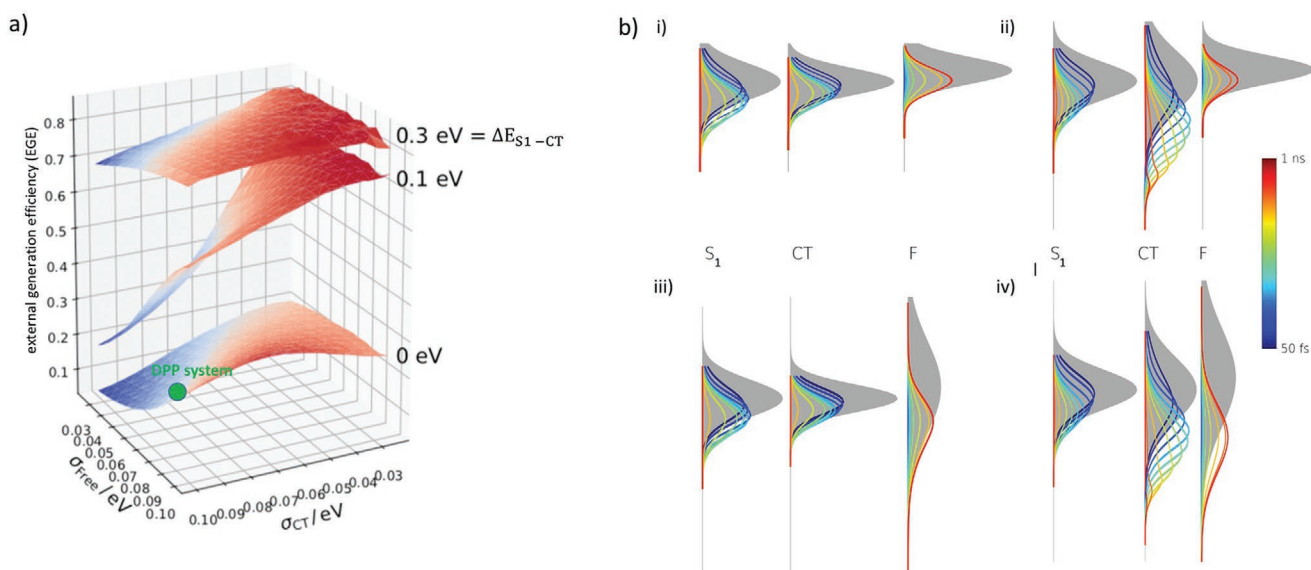 a)
external generation efficiency (EGE)
0.8
0.7
0.6
0.5
0.4
0.3
0.2
0.1
0.3 eV = ΔE_S1−CT
0.1 eV
0 eV
DPP system
0.03
0.04
0.05
0.06
0.07
0.08
0.09
0.10
σ_Free/eV
0.10
0.09
0.08
0.07
0.06
0.05
0.04
0.03
σ_CT/eV
b)
i)
ii)
S₁ CT F
S₁ CT F
iii)
iv)
1 ns
50 fs